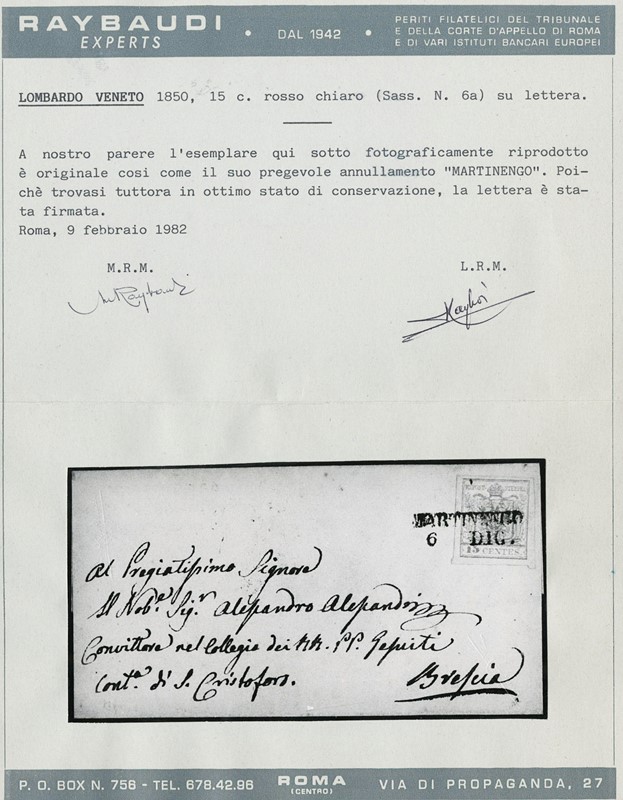 RAYBAUDI
EXPERTS
• DAL 1942 •
PERITI FILATELICI DEL TRIBUNALE
E DELLA CORTE D'APPELLO DI ROMA
E DI VARI ISTITUTI BANCARI EUROPEI
LOMBARDO VENETO 1850, 15 c. rosso chiaro (Sass. N. 6a) su lettera.
A nostro parere l'esemplare qui sotto fotograficamente riprodotto
è originale cosi come il suo pregevole annullamento "MARTINENGO". Poi-
chè trovasi tuttora in ottimo stato di conservazione, la lettera è sta-
ta firmata.
Roma, 9 febbraio 1982
M.R.M.
L.R.M.
MARTINENGO
6 DIC.
15 CENTES.
Al Pregiatissimo Signore
Il Nob.e Sig.r Alessandro Alessandri
Convittore nel Collegio dei RR. PP. Gesuiti
Cont.a di S. Cristoforo.
Brescia
P. O. BOX N. 756 - TEL. 678.42.96
ROMA
(CENTRO)
VIA DI PROPAGANDA, 27